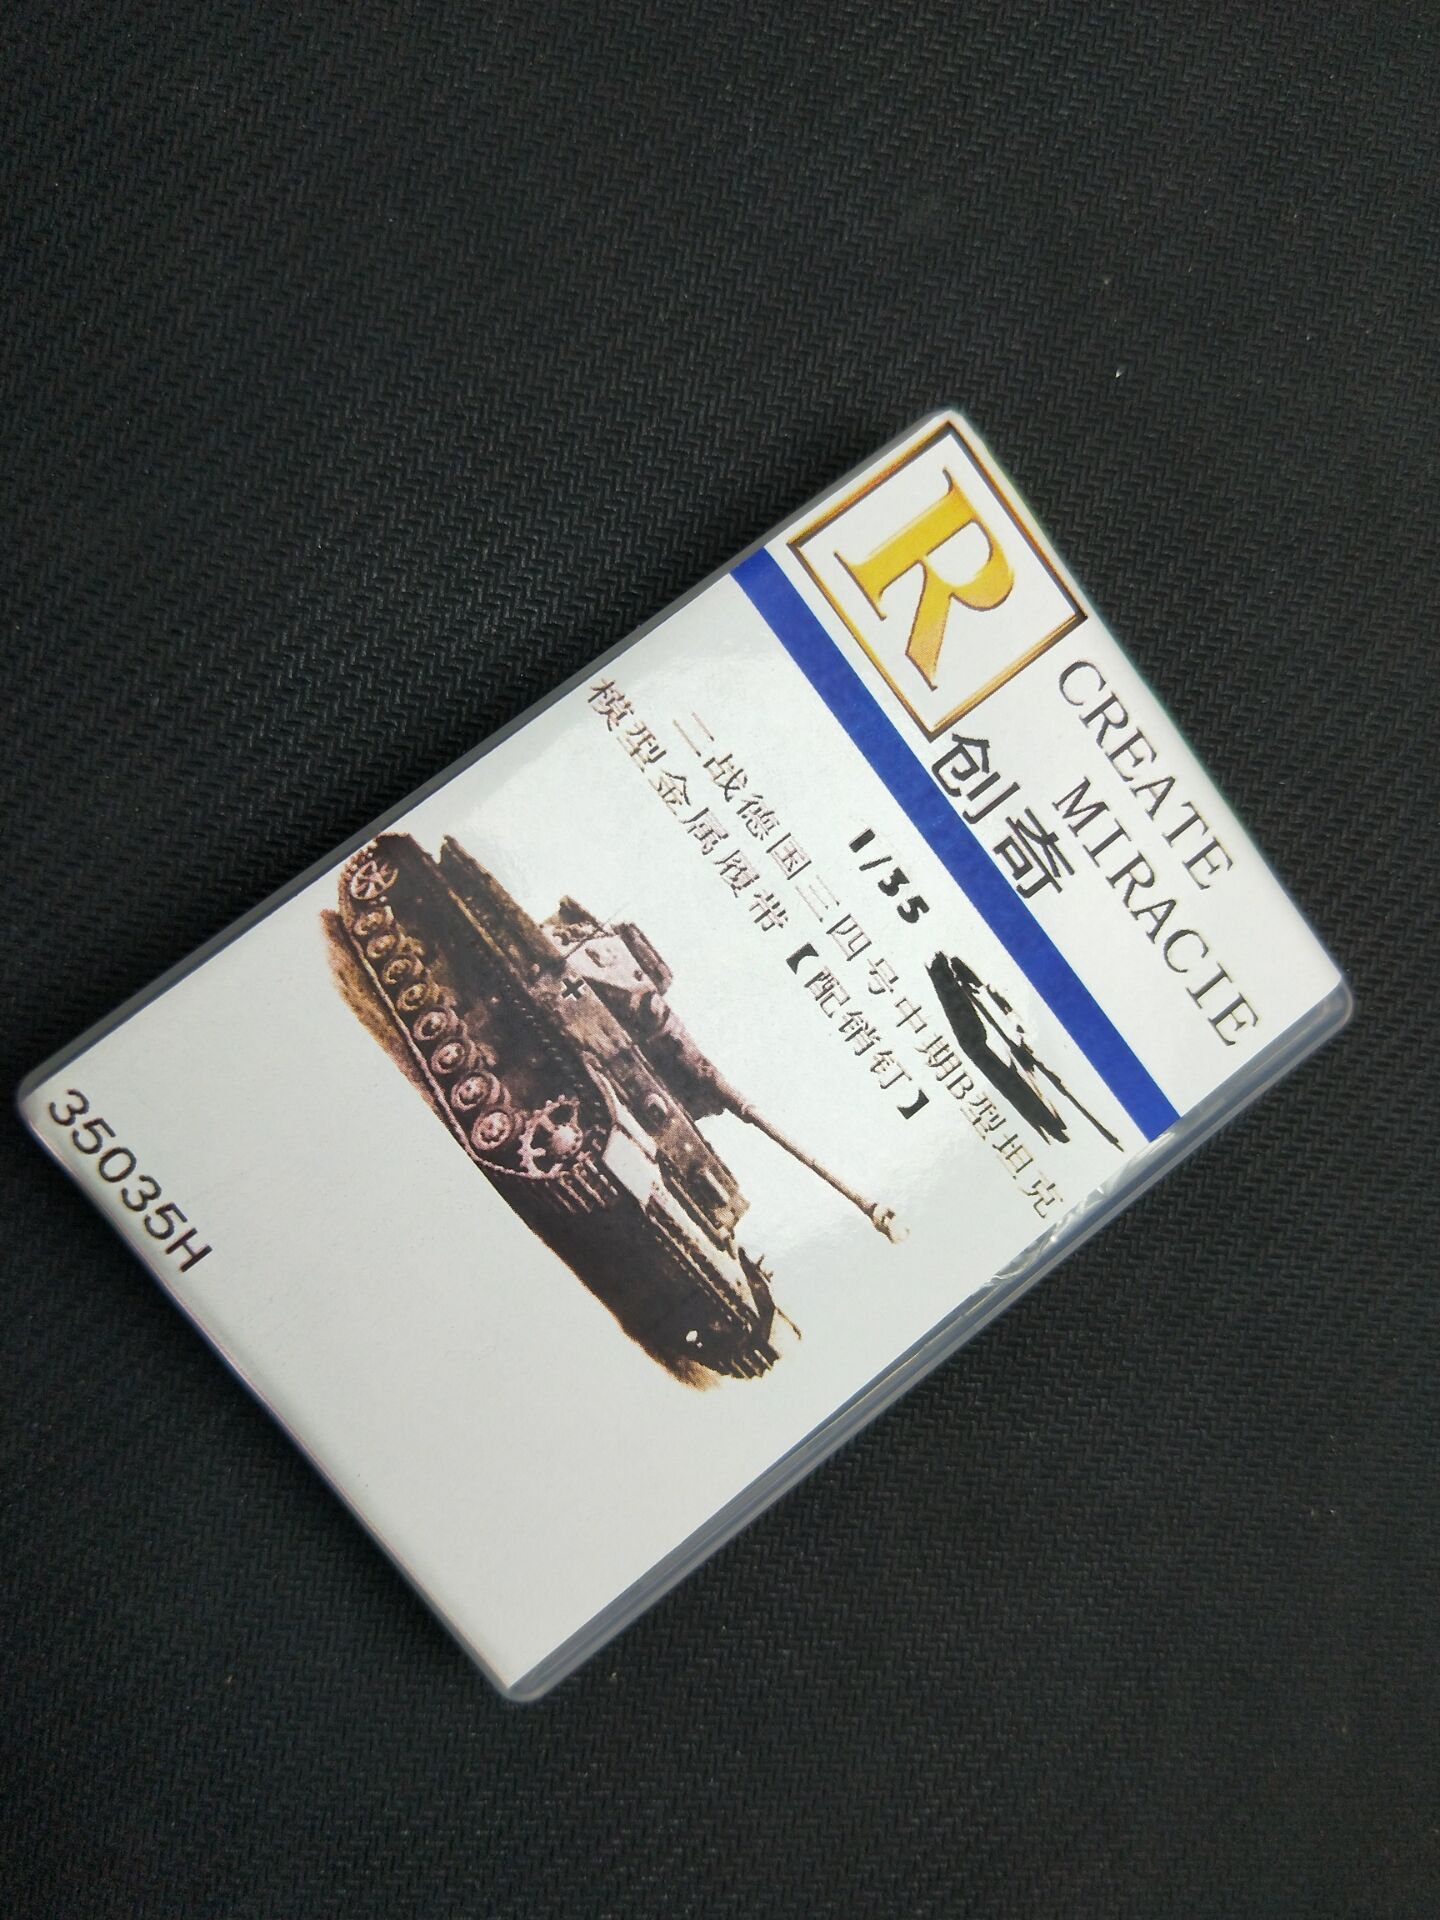 R
CREATE
MIRACIE
创奇
1/35
二战德国三四号中期B型坦克
模型金属履带【配销钉】
35035H